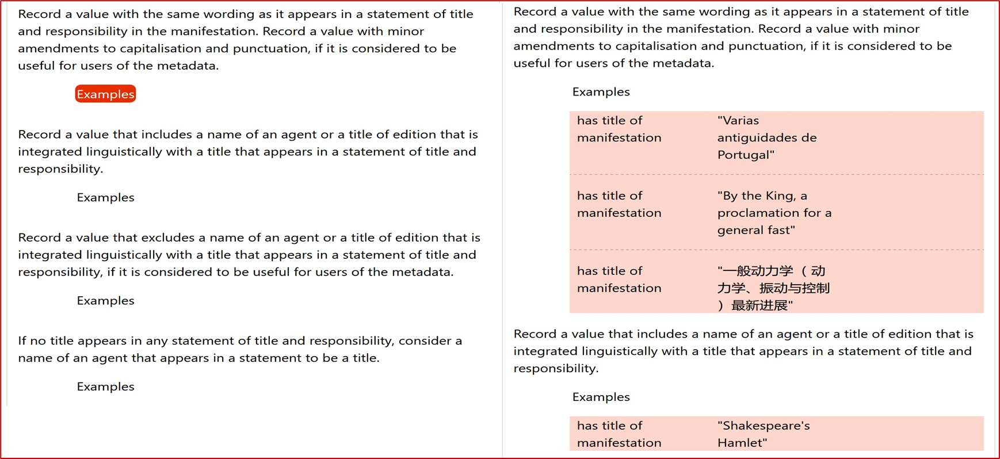 Record a value with the same wording as it appears in a statement of title
and responsibility in the manifestation. Record a value with minor
amendments to capitalisation and punctuation, if it is considered to be
useful for users of the metadata.
Examples
Record a value that includes a name of an agent or a title of edition that is
integrated linguistically with a title that appears in a statement of title and
responsibility.
Examples
Record a value that excludes a name of an agent or a title of edition that is
integrated linguistically with a title that appears in a statement of title and
responsibility, if it is considered to be useful for users of the metadata.
Examples
If no title appears in any statement of title and responsibility, consider a
name of an agent that appears in a statement to be a title.
Examples
Record a value with the same wording as it appears in a statement of title
and responsibility in the manifestation. Record a value with minor
amendments to capitalisation and punctuation, if it is considered to be
useful for users of the metadata.
Examples
has title of
manifestation
"Varias
antiguidades de
Portugal"
has title of
manifestation
"By the King, a
proclamation for a
general fast"
has title of
manifestation
"一般动力学（动
力学、振动与控制
）最新进展"
Record a value that includes a name of an agent or a title of edition that is
integrated linguistically with a title that appears in a statement of title and
responsibility.
Examples
has title of
manifestation
"Shakespeare's
Hamlet"